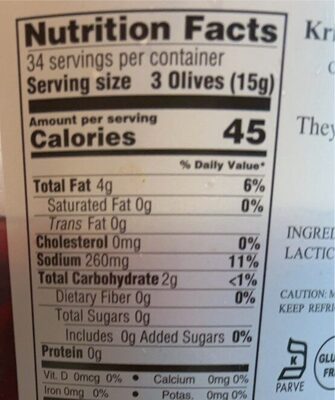 Nutrition Facts
34 servings per container
Serving size 3 Olives (15g)
Amount per serving
Calories 45
% Daily Value*
Total Fat 4g 6%
Saturated Fat 0g 0%
Trans Fat 0g
Cholesterol 0mg 0%
Sodium 260mg 11%
Total Carbohydrate 2g <1%
Dietary Fiber 0g 0%
Total Sugars 0g
Includes 0g Added Sugars 0%
Protein 0g
Vit. D 0mcg 0% • Calcium 0mg 0%
Iron 0mg 0% • Potas. 0mg 0%
They
LACTIC
CAUTION:
KEEP
K
PARVE